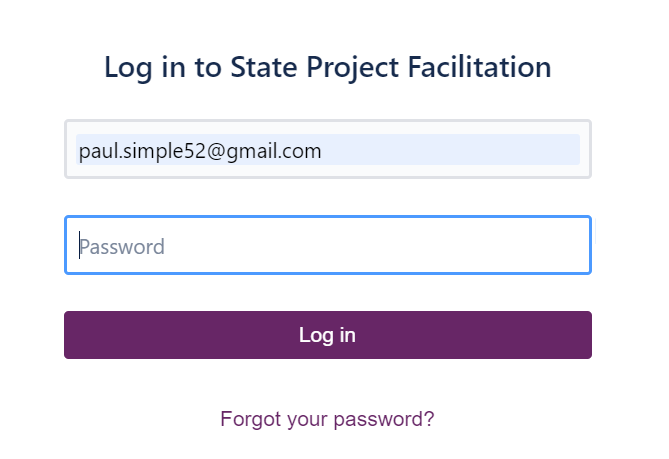 Log in to State Project Facilitation
paul.simple52@gmail.com
Password
Log in
Forgot your password?